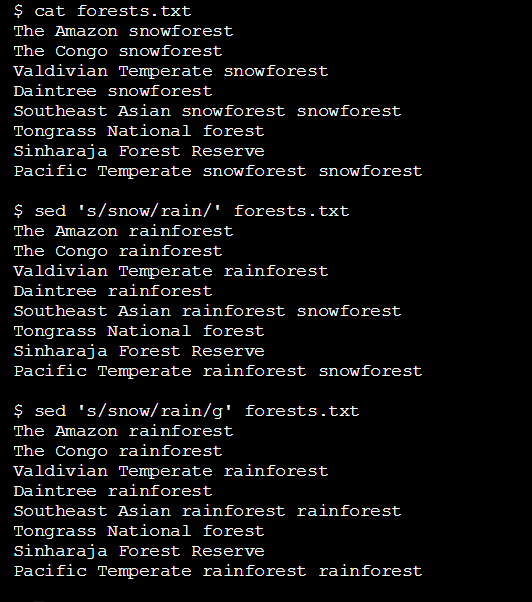 $ cat forests.txt
The Amazon snowforest
The Congo snowforest
Valdivian Temperate snowforest
Daintree snowforest
Southeast Asian snowforest snowforest
Tongrass National forest
Sinharaja Forest Reserve
Pacific Temperate snowforest snowforest
$ sed 's/snow/rain/' forests.txt
The Amazon rainforest
The Congo rainforest
Valdivian Temperate rainforest
Daintree rainforest
Southeast Asian rainforest snowforest
Tongrass National forest
Sinharaja Forest Reserve
Pacific Temperate rainforest snowforest
$ sed 's/snow/rain/g' forests.txt
The Amazon rainforest
The Congo rainforest
Valdivian Temperate rainforest
Daintree rainforest
Southeast Asian rainforest rainforest
Tongrass National forest
Sinharaja Forest Reserve
Pacific Temperate rainforest rainforest